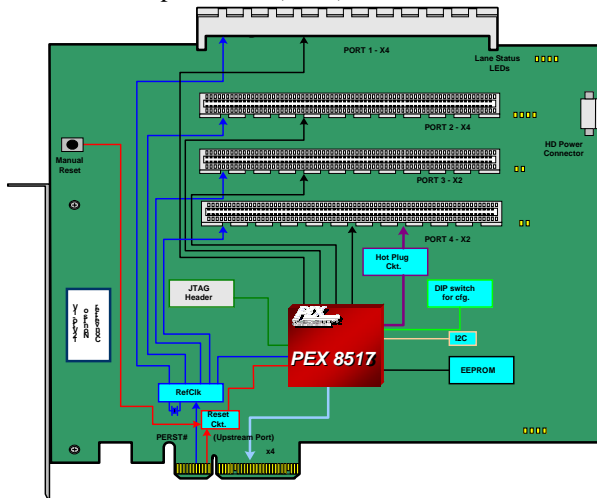 PORT 1 - X4
Lane Status
LEDs
PORT 2 - X4
HD Power
Connector
Manual
Reset
PORT 3 - X2
PORT 4 - X2
Hot Plug
Ckt.
JTAG
Header
DIP switch
for cfg.
I2C
PEX 8517
EEPROM
RefClk
Reset
Ckt.
PERST#
(Upstream Port)
x4